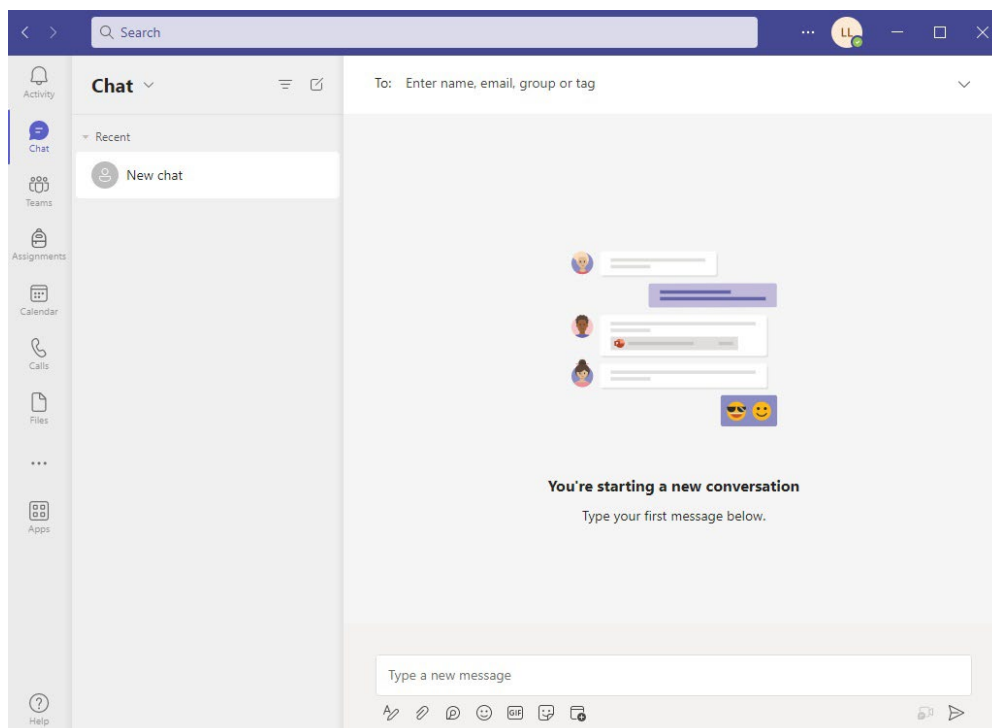 Search
LL
Activity
Chat
Teams
Assignments
Calendar
Calls
Files
Apps
Help
Chat
Recent
New chat
To: Enter name, email, group or tag
You're starting a new conversation
Type your first message below.
Type a new message
GIF